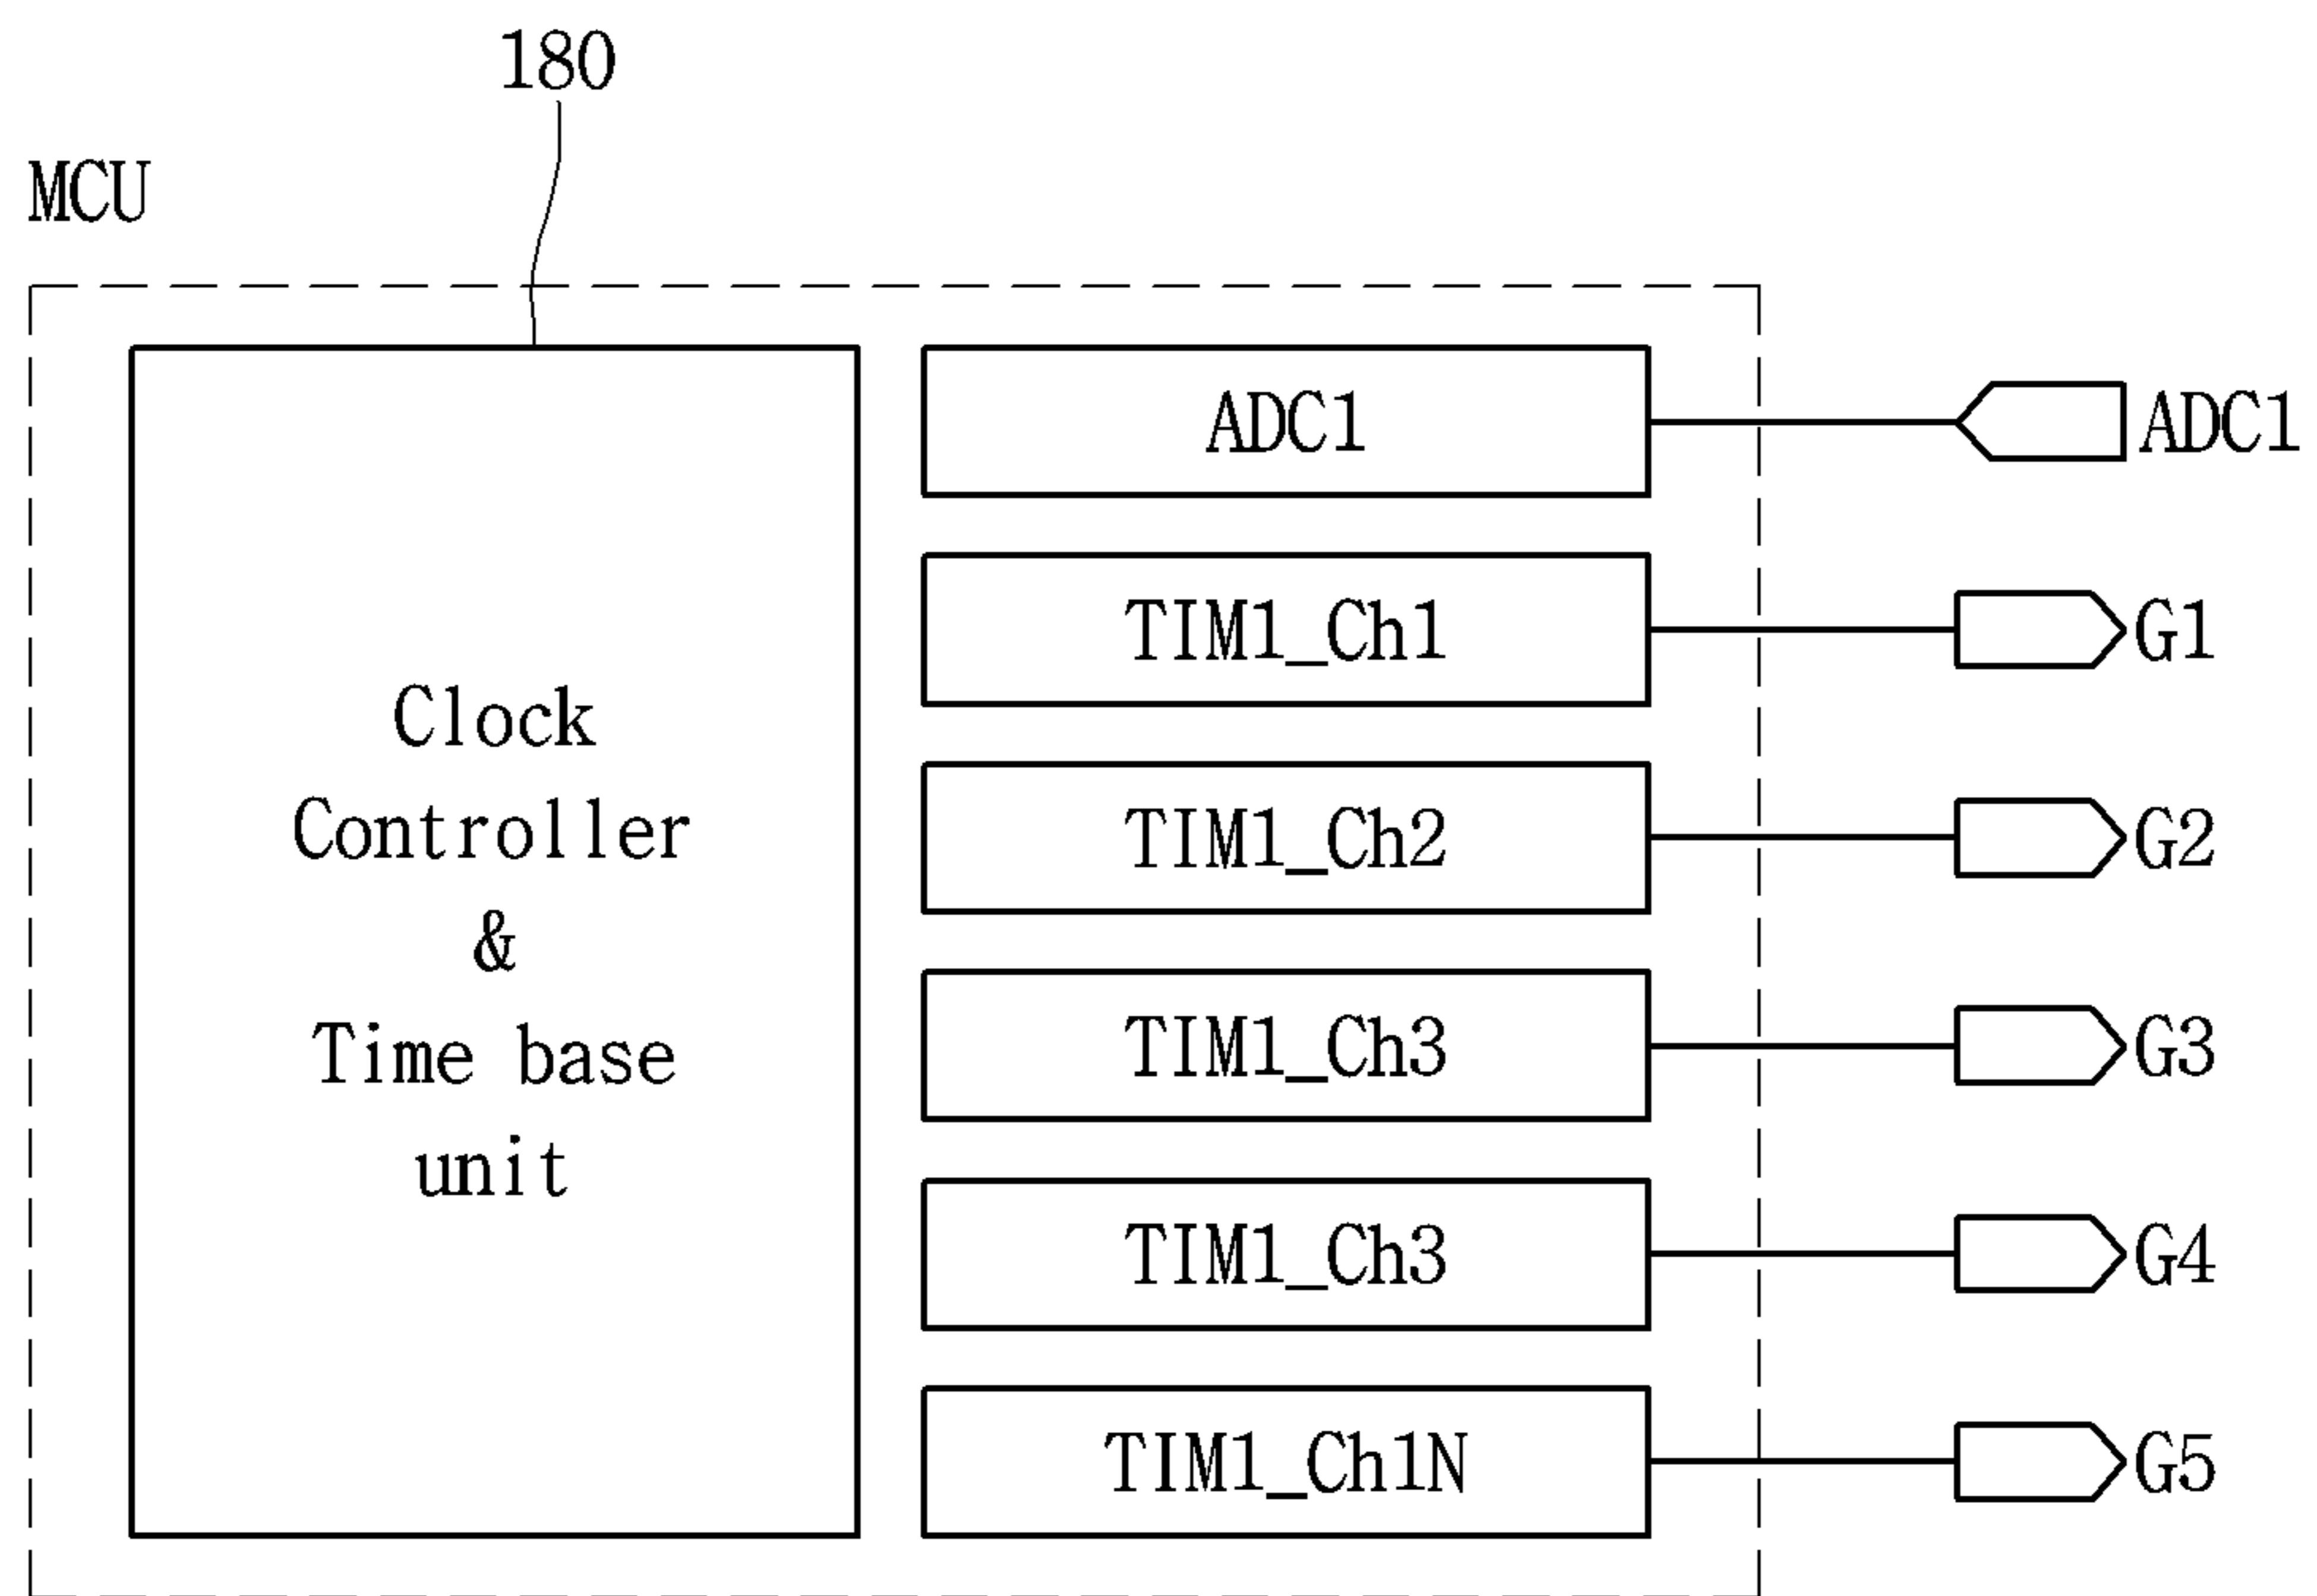 180
MCU
Clock
Controller
&
Time base
unit
ADC1
TIM1_Ch1
TIM1_Ch2
TIM1_Ch3
TIM1_Ch3
TIM1_Ch1N
ADC1
G1
G2
G3
G4
G5